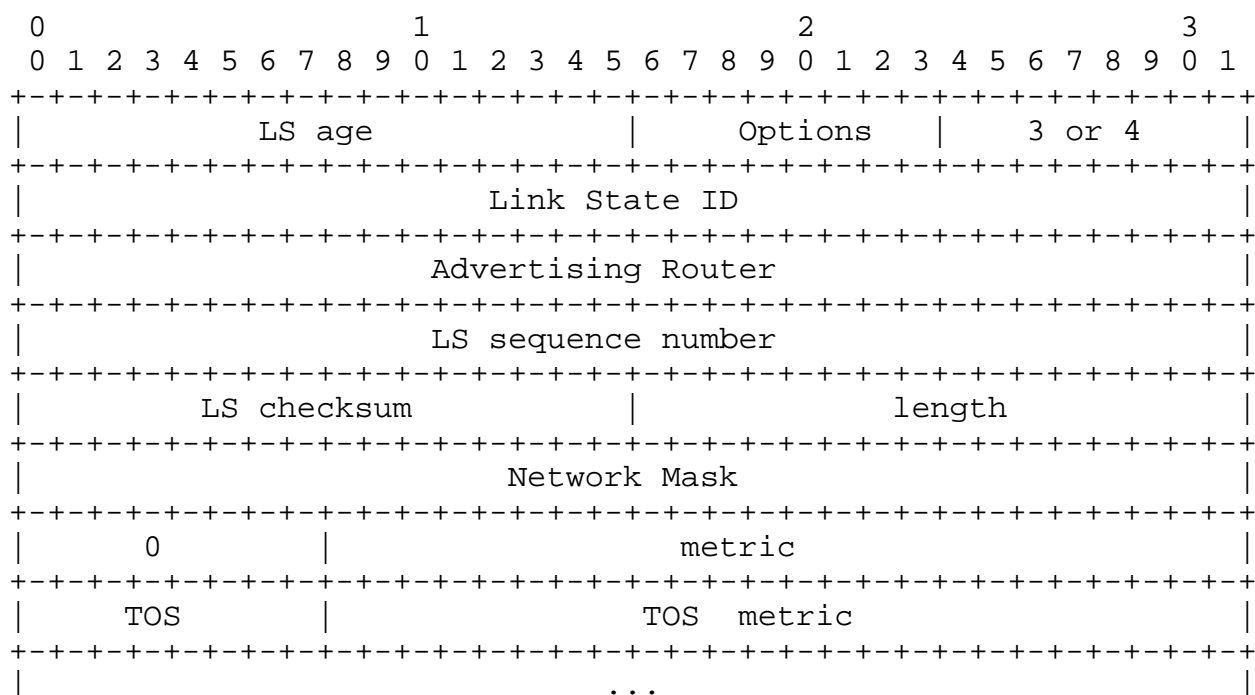 0                   1                   2                   3
0 1 2 3 4 5 6 7 8 9 0 1 2 3 4 5 6 7 8 9 0 1 2 3 4 5 6 7 8 9 0 1
+-+-+-+-+-+-+-+-+-+-+-+-+-+-+-+-+-+-+-+-+-+-+-+-+-+-+-+-+-+-+-+-+
|            LS age             |     Options   |    3 or 4     |
+-+-+-+-+-+-+-+-+-+-+-+-+-+-+-+-+-+-+-+-+-+-+-+-+-+-+-+-+-+-+-+-+
|                        Link State ID                          |
+-+-+-+-+-+-+-+-+-+-+-+-+-+-+-+-+-+-+-+-+-+-+-+-+-+-+-+-+-+-+-+-+
|                     Advertising Router                        |
+-+-+-+-+-+-+-+-+-+-+-+-+-+-+-+-+-+-+-+-+-+-+-+-+-+-+-+-+-+-+-+-+
|                     LS sequence number                        |
+-+-+-+-+-+-+-+-+-+-+-+-+-+-+-+-+-+-+-+-+-+-+-+-+-+-+-+-+-+-+-+-+
|         LS checksum           |             length            |
+-+-+-+-+-+-+-+-+-+-+-+-+-+-+-+-+-+-+-+-+-+-+-+-+-+-+-+-+-+-+-+-+
|                         Network Mask                          |
+-+-+-+-+-+-+-+-+-+-+-+-+-+-+-+-+-+-+-+-+-+-+-+-+-+-+-+-+-+-+-+-+
|      0        |                  metric                       |
+-+-+-+-+-+-+-+-+-+-+-+-+-+-+-+-+-+-+-+-+-+-+-+-+-+-+-+-+-+-+-+-+
|     TOS       |                TOS  metric                    |
+-+-+-+-+-+-+-+-+-+-+-+-+-+-+-+-+-+-+-+-+-+-+-+-+-+-+-+-+-+-+-+-+
|                              ...                              |